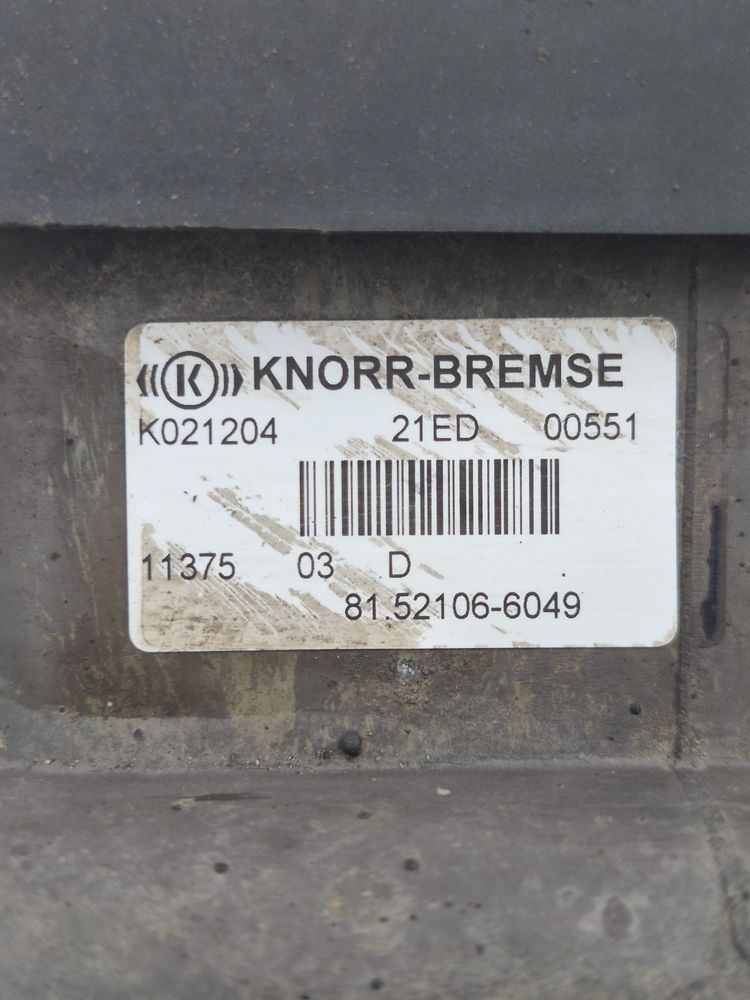 ((K)) KNORR-BREMSE
K021204 21ED 00551
11375 03 D
81.52106-6049